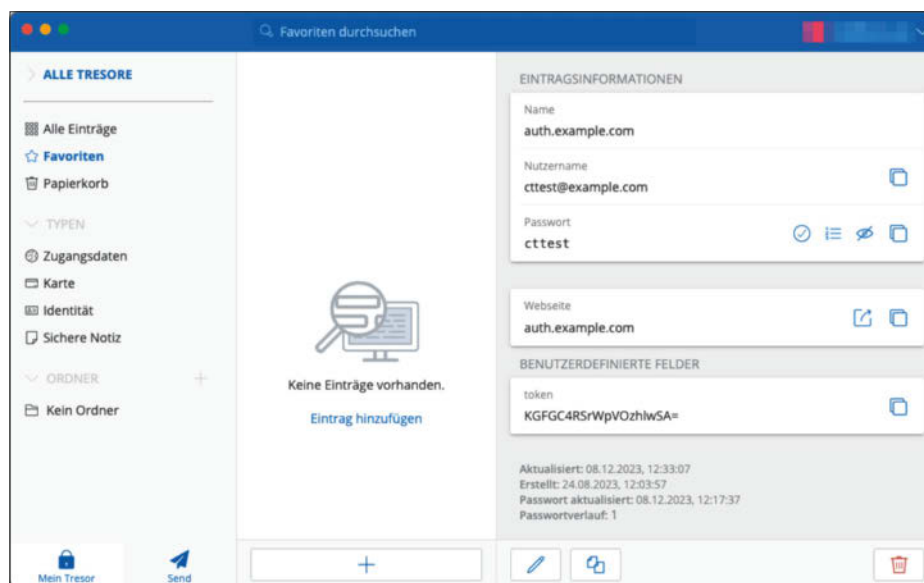 Favoriten durchsuchen
ALLE TRESORE
Alle Einträge
Favoriten
Papierkorb
TYPEN
Zugangsdaten
Karte
Identität
Sichere Notiz
ORDNER
Kein Ordner
Mein Tresor
Send
Keine Einträge vorhanden.
Eintrag hinzufügen
EINTRAGSINFORMATIONEN
Name
auth.example.com
Nutzername
cttest@example.com
Passwort
cttest
Webseite
auth.example.com
BENUTZERDEFINIERTE FELDER
token
KGFGC4RSrWpVOzhlwSA=
Aktualisiert: 08.12.2023, 12:33:07
Erstellt: 24.08.2023, 12:03:57
Passwort aktualisiert: 08.12.2023, 12:17:37
Passwortverlauf: 1